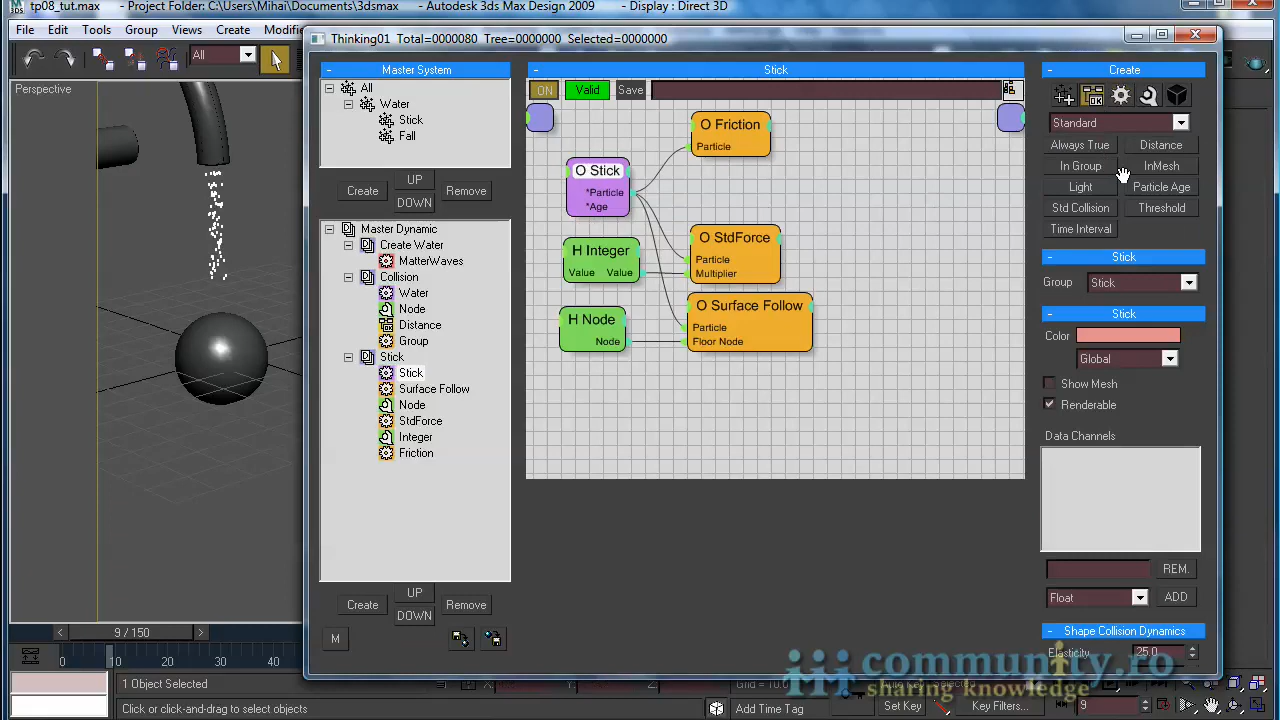 tp08_tut.max - Project Folder: C:\Users\Mihai\Documents\3dsmax - Autodesk 3ds Max Design 2009 - Display : Direct 3D
File Edit Tools Group Views Create
All
Perspective
Thinking01 Total=0000080 Tree=0000000 Selected=0000000
Master System
All
Water
Stick
Fall
Create UP Remove
DOWN
Master Dynamic
Create Water
MatterWaves
Collision
Water
Node
Distance
Group
Stick
Stick
Surface Follow
Node
StdForce
Integer
Friction
Create UP Remove
DOWN
M
Stick
ON Valid Save
O Friction
Particle
O Stick
*Particle
*Age
O StdForce
Particle
Multiplier
H Integer
Value Value
O Surface Follow
Particle
Floor Node
H Node
Node
Create
Standard
Always True Distance
In Group InMesh
Light Particle Age
Std Collision Threshold
Time Interval
Stick
Group Stick
Stick
Color
Global
Show Mesh
Renderable
Data Channels
REM.
Float ADD
Shape Collision Dynamics
Elasticity 25.0
9 / 150
0 10 20 30 40
1 Object Selected
Click or click-and-drag to select objects
Grid = 10.0
Add Time Tag
Set Key Key Filters... 9
community.ro
sharing knowledge